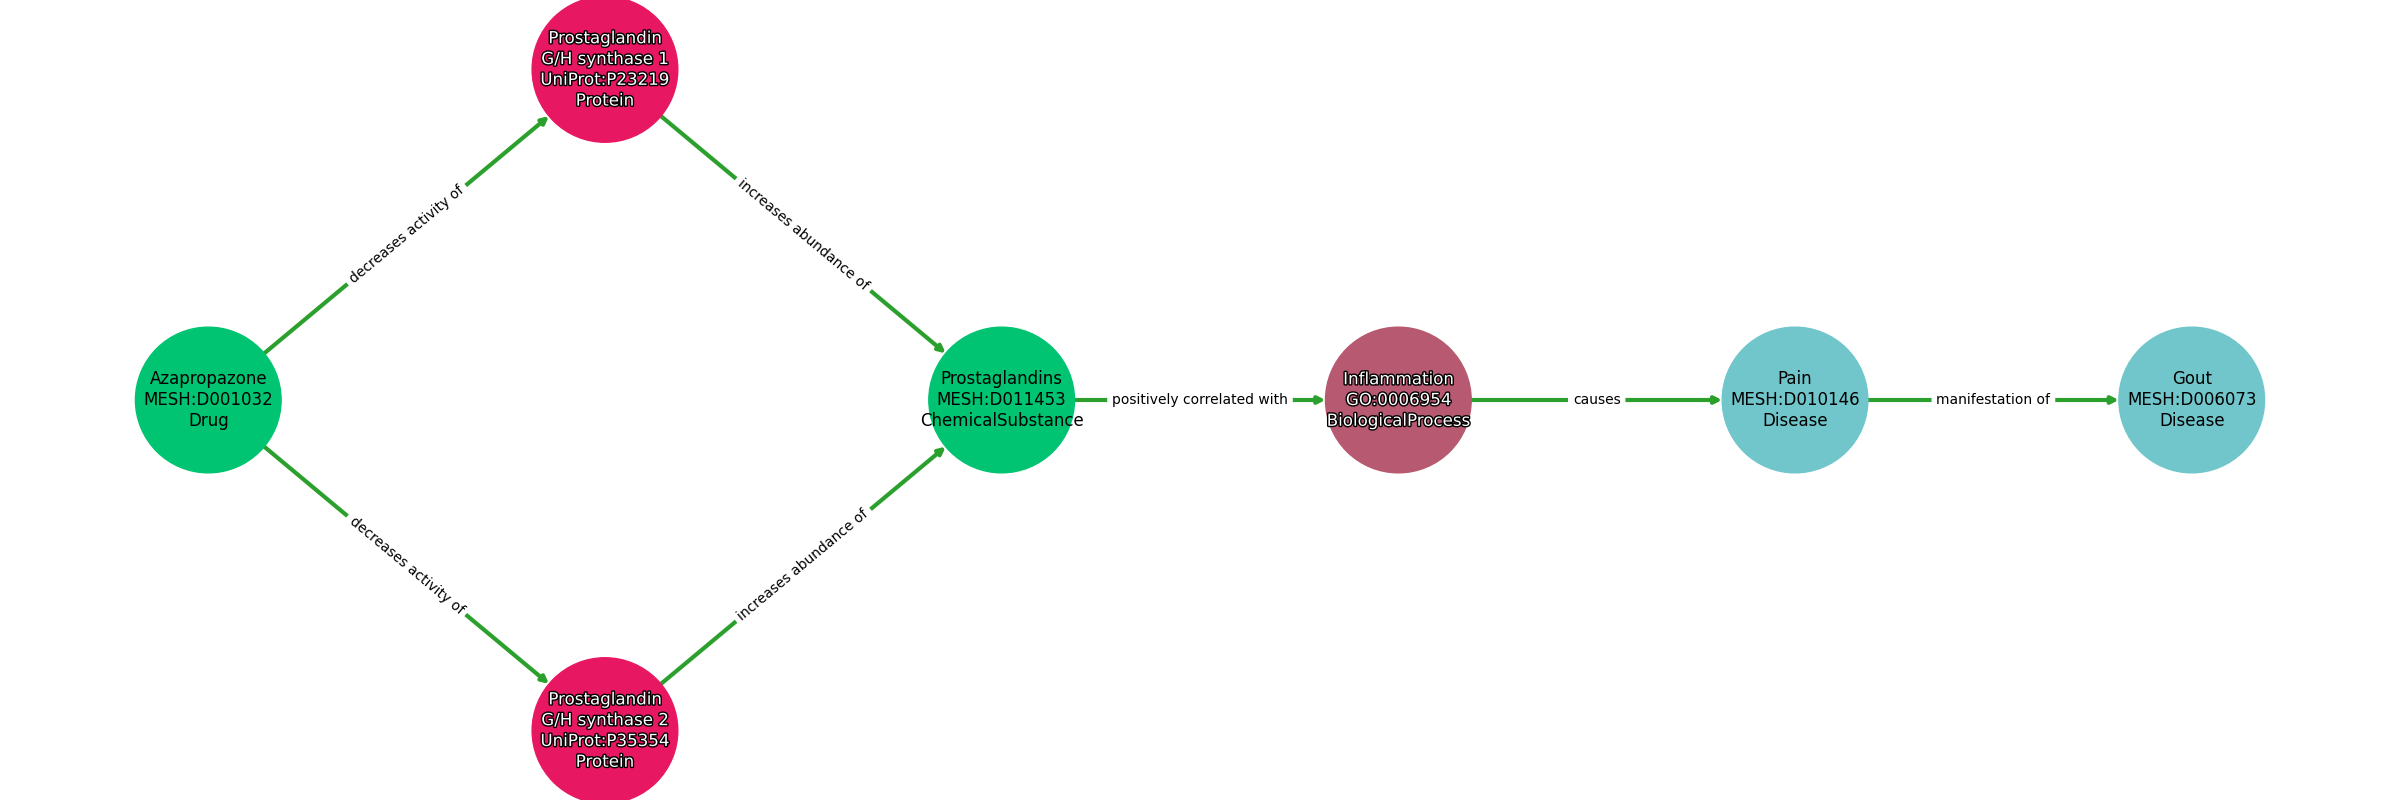 Prostaglandin
G/H synthase 1
UniProt:P23219
Protein
decreases activity of
increases abundance of
Azapropazone
MESH:D001032
Drug
Prostaglandins
MESH:D011453
ChemicalSubstance
positively correlated with
Inflammation
GO:0006954
BiologicalProcess
causes
Pain
MESH:D010146
Disease
manifestation of
Gout
MESH:D006073
Disease
decreases activity of
increases abundance of
Prostaglandin
G/H synthase 2
UniProt:P35354
Protein